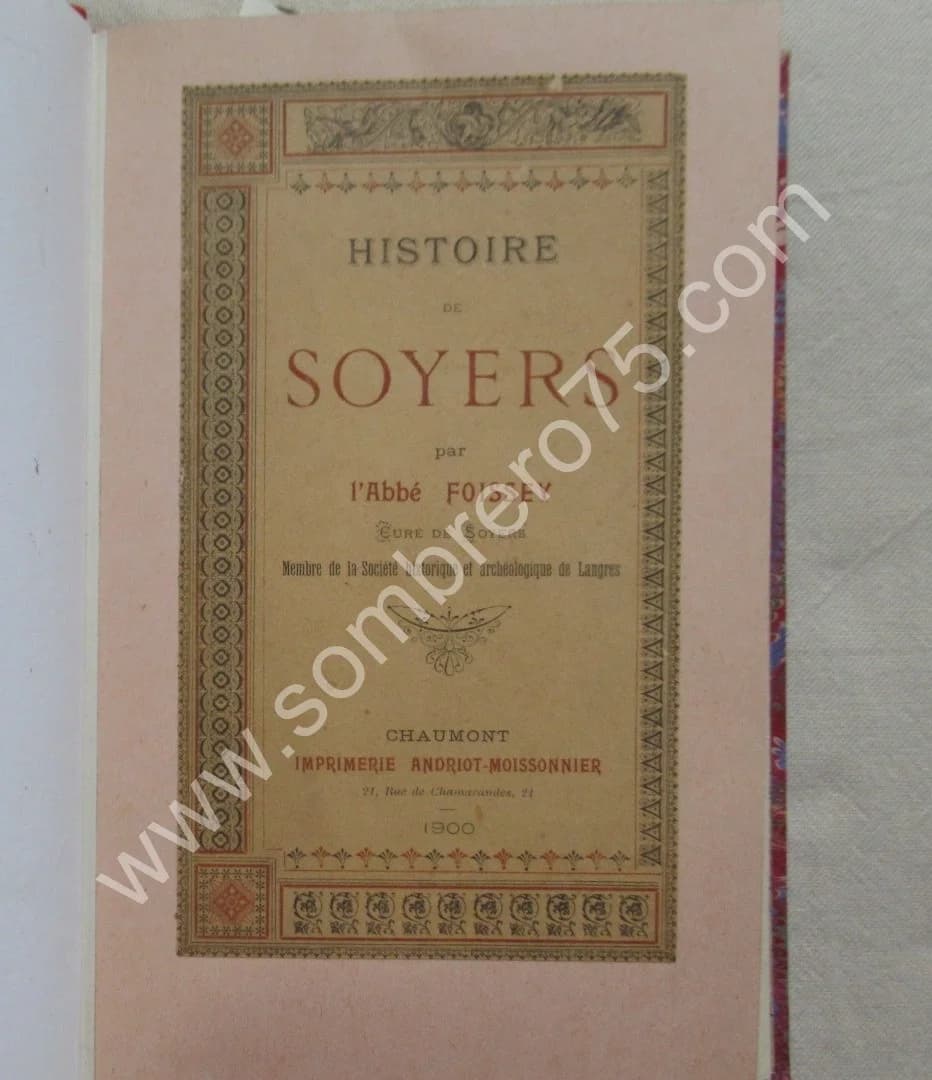 HISTOIRE
DE
SOYERS
par
l'Abbé FOISSEY
CURÉ DE SOYERS
Membre de la Société historique et archéologique de Langres
CHAUMONT
IMPRIMERIE ANDRIOT-MOISSONNIER
21, Rue de Chamarandes, 21
1900
www.sombrero75.com